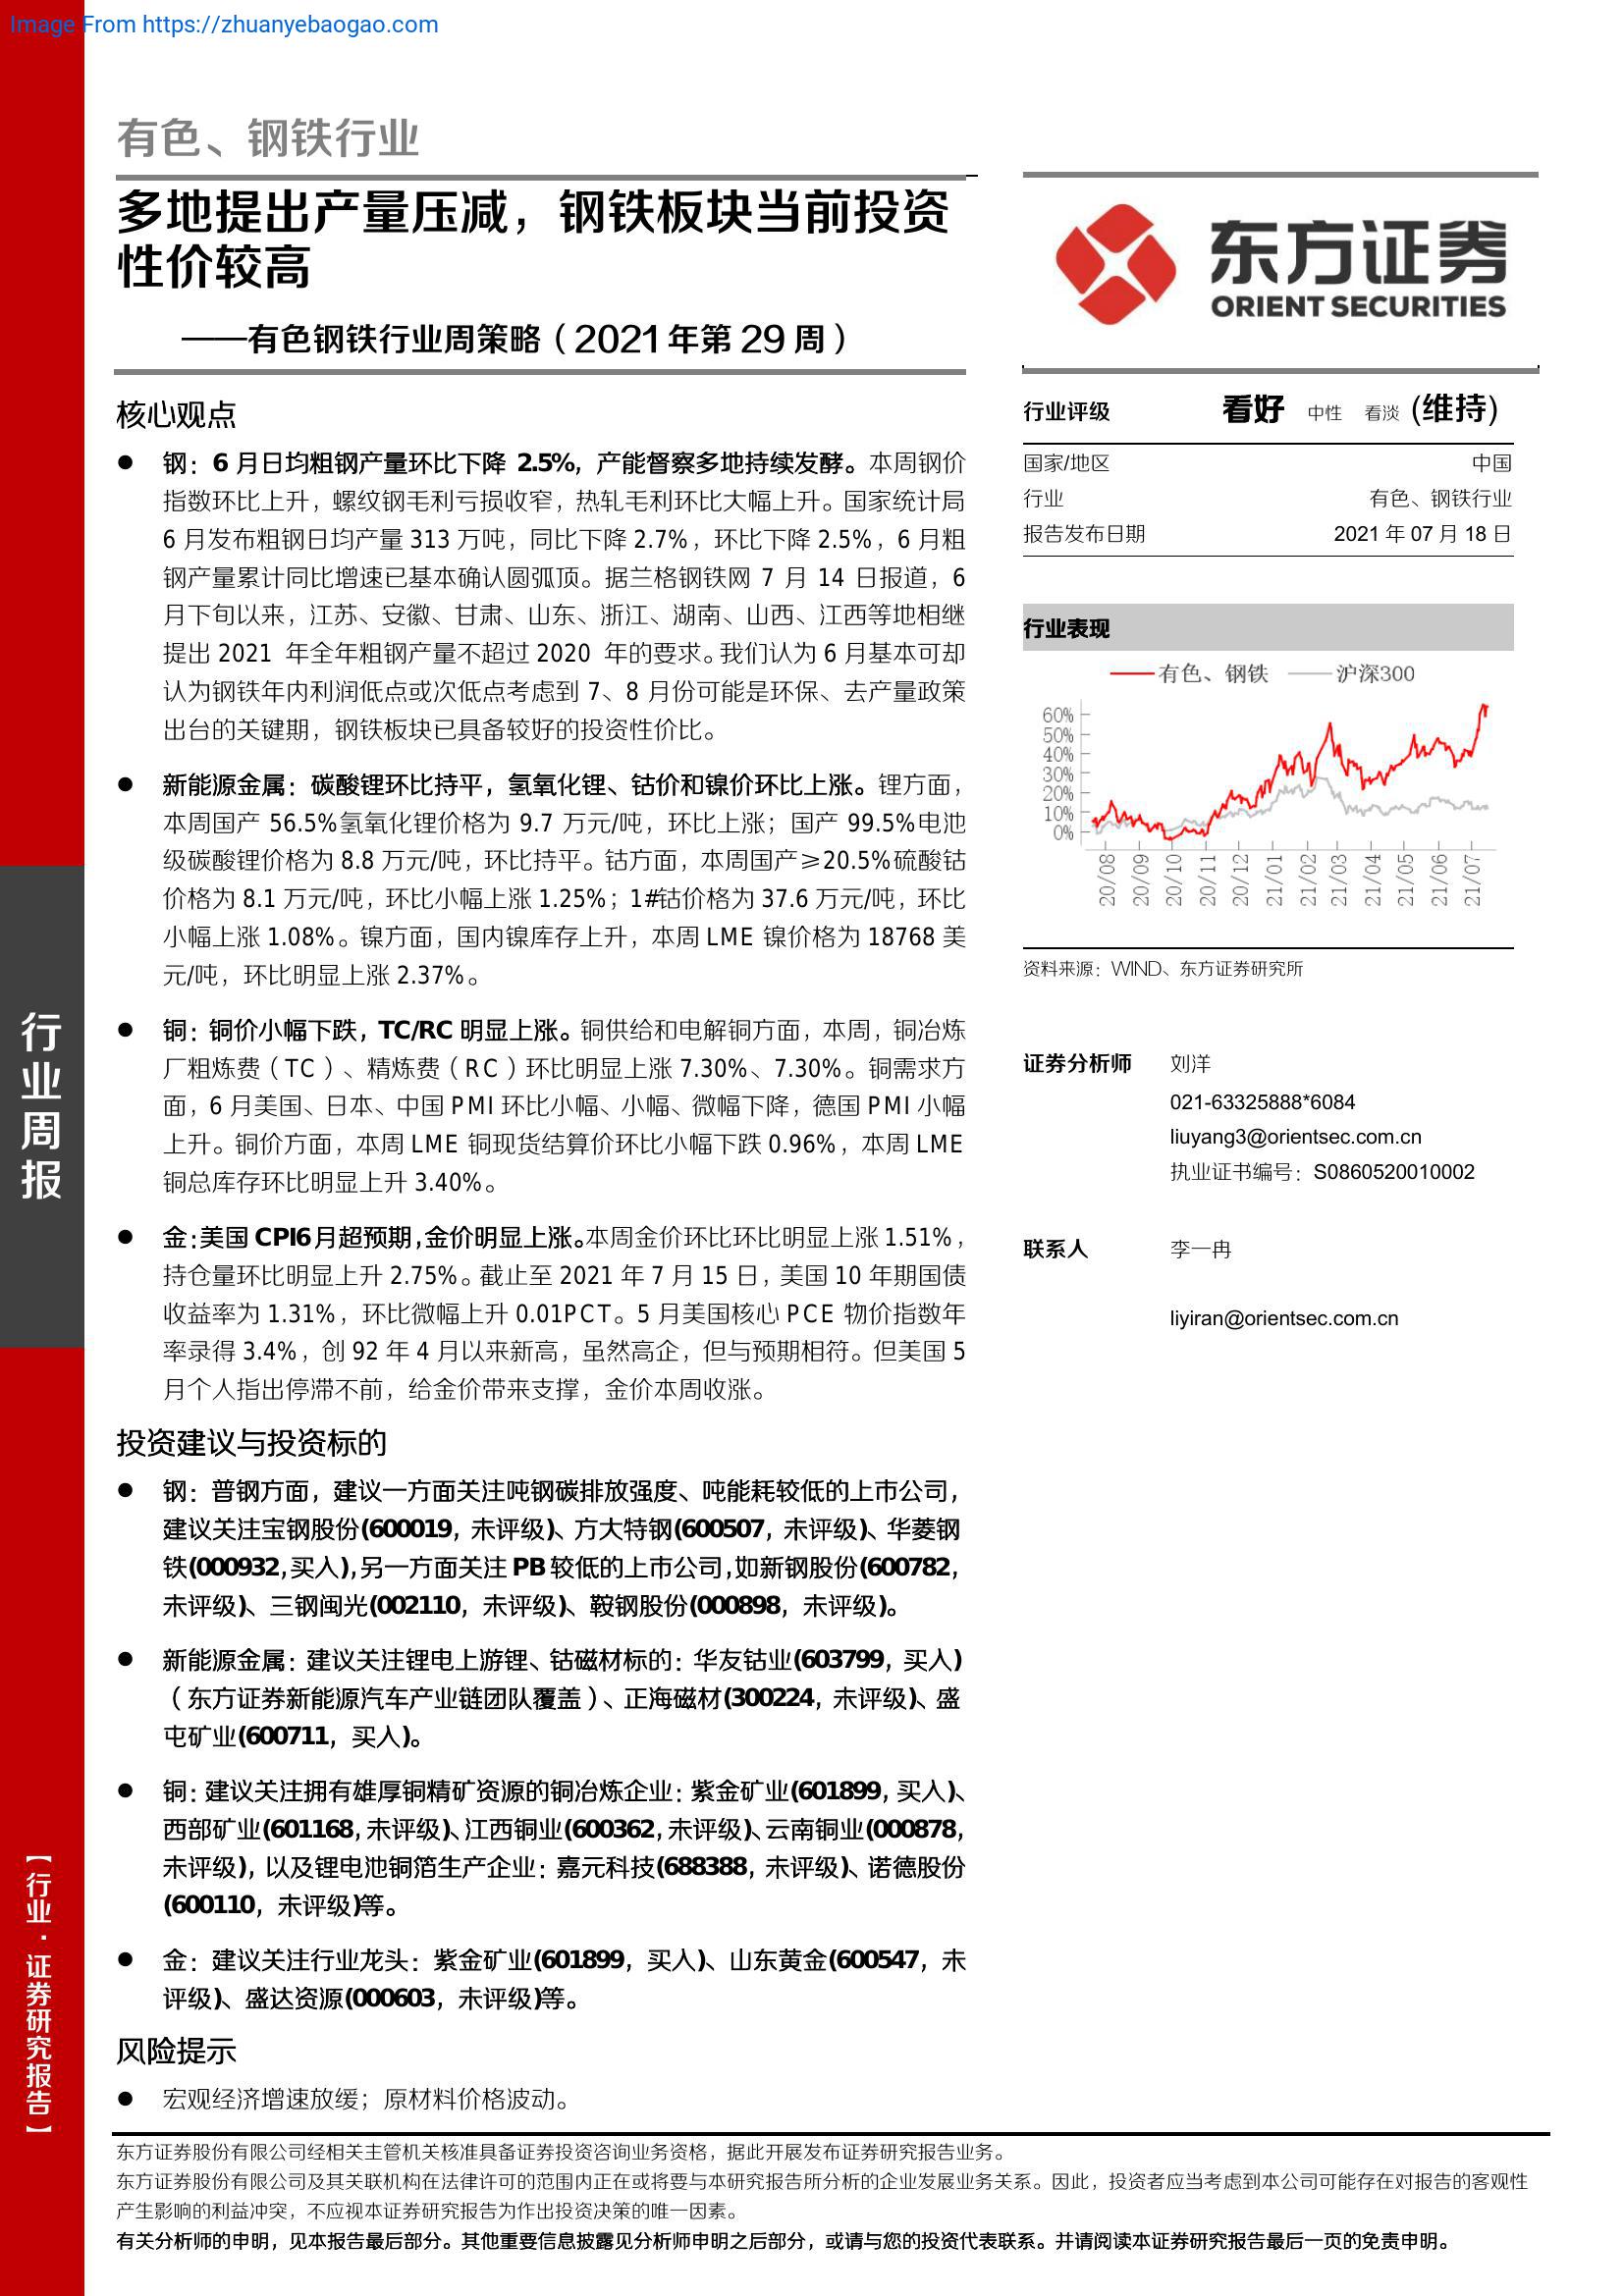 Image From https://zhuanyebaogao.com
有色、钢铁行业
多地提出产量压减，钢铁板块当前投资
性价较高
——有色钢铁行业周策略（2021年第 29 周）
核心观点
● 钢：6 月日均粗钢产量环比下降 2.5%，产能督察多地持续发酵。本周钢价
指数环比上升，螺纹钢毛利亏损收窄，热轧毛利环比大幅上升。国家统计局
6 月发布粗钢日均产量 313 万吨，同比下降 2.7%，环比下降 2.5%，6 月粗
钢产量累计同比增速已基本确认圆弧顶。据兰格钢铁网 7 月 14 日报道，6
月下旬以来，江苏、安徽、甘肃、山东、浙江、湖南、山西、江西等地相继
提出 2021 年全年粗钢产量不超过 2020 年的要求。我们认为 6 月基本可却
认为钢铁年内利润低点或次低点考虑到 7、8 月份可能是环保、去产量政策
出台的关键期，钢铁板块已具备较好的投资性价比。
● 新能源金属：碳酸锂环比持平，氢氧化锂、钴价和镍价环比上涨。锂方面，
本周国产 56.5%氢氧化锂价格为 9.7 万元/吨，环比上涨；国产 99.5%电池
级碳酸锂价格为 8.8 万元/吨，环比持平。钴方面，本周国产≥20.5%硫酸钴
价格为 8.1 万元/吨，环比小幅上涨 1.25%；1#钴价格为 37.6 万元/吨，环比
小幅上涨 1.08%。镍方面，国内镍库存上升，本周 LME 镍价格为 18768 美
元/吨，环比明显上涨 2.37%。
● 铜：铜价小幅下跌，TC/RC 明显上涨。铜供给和电解铜方面，本周，铜冶炼
厂粗炼费（TC）、精炼费（RC）环比明显上涨 7.30%、7.30%。铜需求方
面，6 月美国、日本、中国 PMI 环比小幅、小幅、微幅下降，德国 PMI 小幅
上升。铜价方面，本周 LME 铜现货结算价环比小幅下跌 0.96%，本周 LME
铜总库存环比明显上升 3.40%。
● 金：美国 CPI6 月超预期，金价明显上涨。本周金价环比环比明显上涨 1.51%，
持仓量环比明显上升 2.75%。截止至 2021 年 7 月 15 日，美国 10 年期国债
收益率为 1.31%，环比微幅上升 0.01PCT。5 月美国核心 PCE 物价指数年
率录得 3.4%，创 92 年 4 月以来新高，虽然高企，但与预期相符。但美国 5
月个人指出停滞不前，给金价带来支撑，金价本周收涨。
投资建议与投资标的
● 钢：普钢方面，建议一方面关注吨钢碳排放强度、吨能耗较低的上市公司，
建议关注宝钢股份(600019，未评级)、方大特钢(600507，未评级)、华菱钢
铁(000932,买入),另一方面关注 PB 较低的上市公司,如新钢股份(600782,
未评级)、三钢闽光(002110，未评级)、鞍钢股份(000898，未评级)。
● 新能源金属：建议关注锂电上游锂、钴磁材标的：华友钴业(603799，买入)
（东方证券新能源汽车产业链团队覆盖）、正海磁材(300224，未评级)、盛
屯矿业(600711，买入)。
● 铜：建议关注拥有雄厚铜精矿资源的铜冶炼企业：紫金矿业(601899，买入)、
西部矿业(601168,未评级)、江西铜业(600362,未评级)、云南铜业(000878,
未评级)，以及锂电池铜箔生产企业：嘉元科技(688388，未评级)、诺德股份
(600110，未评级)等。
● 金：建议关注行业龙头：紫金矿业(601899，买入)、山东黄金(600547，未
评级)、盛达资源(000603，未评级)等。
风险提示
● 宏观经济增速放缓；原材料价格波动。
东方证券
ORIENT SECURITIES
行业评级 看好 中性 看淡 (维持)
国家/地区 中国
行业 有色、钢铁行业
报告发布日期 2021 年 07 月 18 日
行业表现
有色、钢铁 沪深300
60%
50%
40%
30%
20%
10%
0%
20/08 20/09 20/10 20/11 20/12 21/01 21/02 21/03 21/04 21/05 21/06 21/07
资料来源：WIND、东方证券研究所
证券分析师 刘洋
021-63325888*6084
liuyang3@orientsec.com.cn
执业证书编号：S0860520010002
联系人 李一冉
liyiran@orientsec.com.cn
行业周报
【行业·证券研究报告】
东方证券股份有限公司经相关主管机关核准具备证券投资咨询业务资格，据此开展发布证券研究报告业务。
东方证券股份有限公司及其关联机构在法律许可的范围内正在或将要与本研究报告所分析的企业发展业务关系。因此，投资者应当考虑到本公司可能存在对报告的客观性
产生影响的利益冲突，不应视本证券研究报告为作出投资决策的唯一因素。
有关分析师的申明，见本报告最后部分。其他重要信息披露见分析师申明之后部分，或请与您的投资代表联系。并请阅读本证券研究报告最后一页的免责申明。